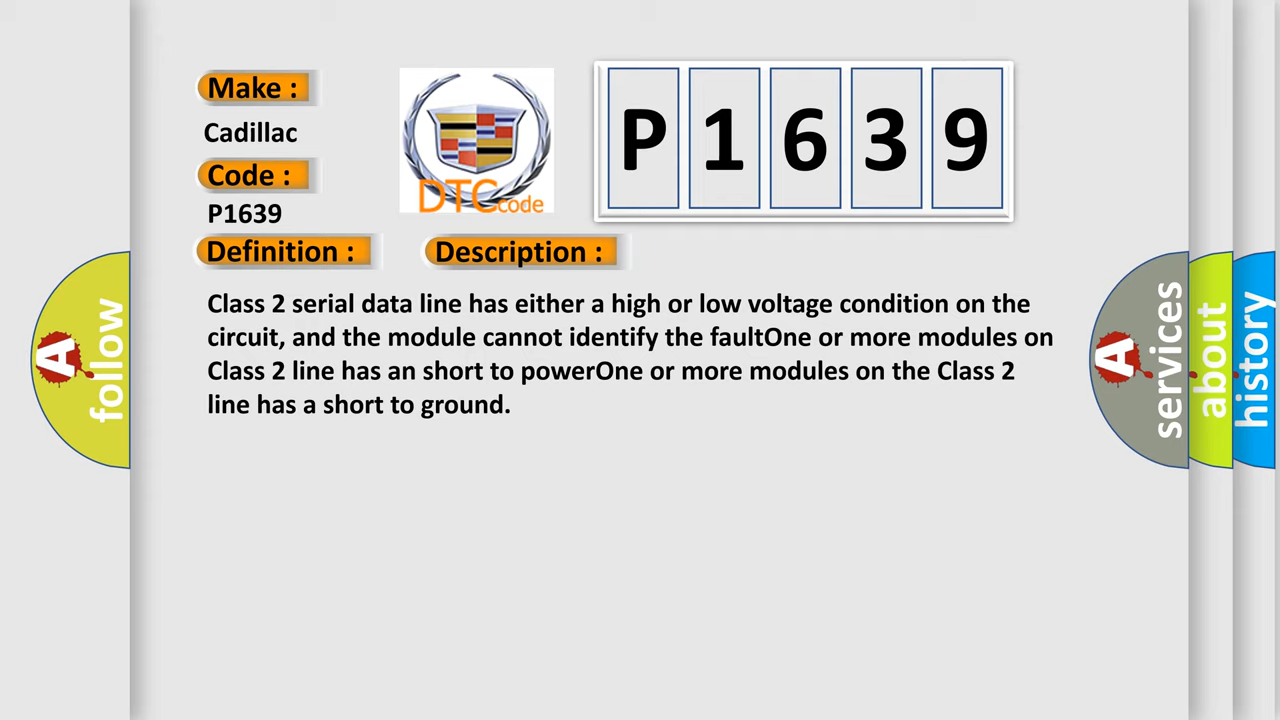 Make :
Cadillac
Code :
P1639
Definition :
Description :
DTC code
P 1 6 3 9
Class 2 serial data line has either a high or low voltage condition on the
circuit, and the module cannot identify the faultOne or more modules on
Class 2 line has an short to powerOne or more modules on the Class 2
line has a short to ground.
A follow
A services
about
history